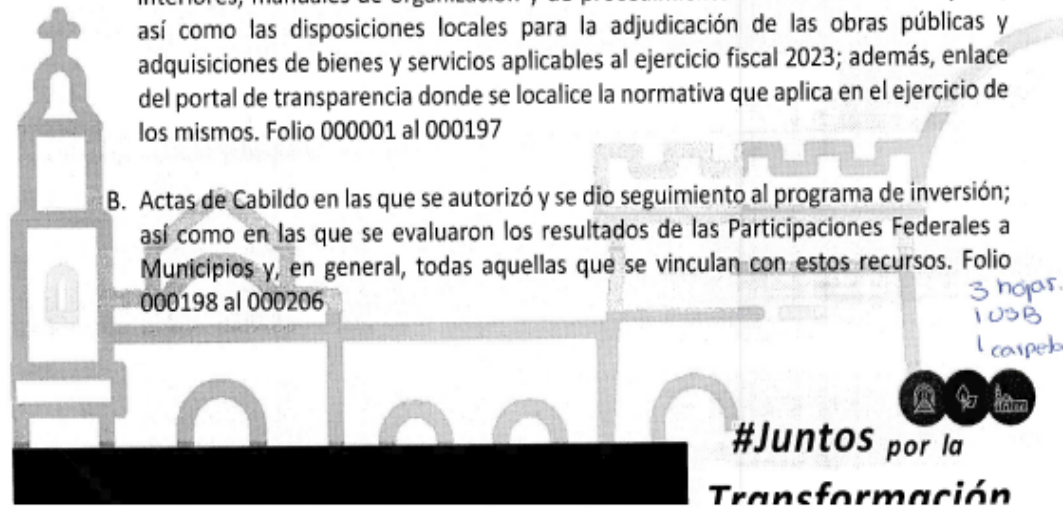 interiores, manuales de organización y de
así como las disposiciones locales para la adjudicación de las obras públicas y
adquisiciones de bienes y servicios aplicables al ejercicio fiscal 2023; además, enlace
del portal de transparencia donde se localice la normativa que aplica en el ejercicio de
los mismos. Folio 000001 al 000197
B. Actas de Cabildo en las que se autorizó y se dio seguimiento al programa de inversión;
así como en las que se evaluaron los resultados de las Participaciones Federales a
Municipios y, en general, todas aquellas que se vinculan con estos recursos. Folio
000198 al 000206
3 hojas.
1 USB
1 carpeta
#Juntos por la
Transformación